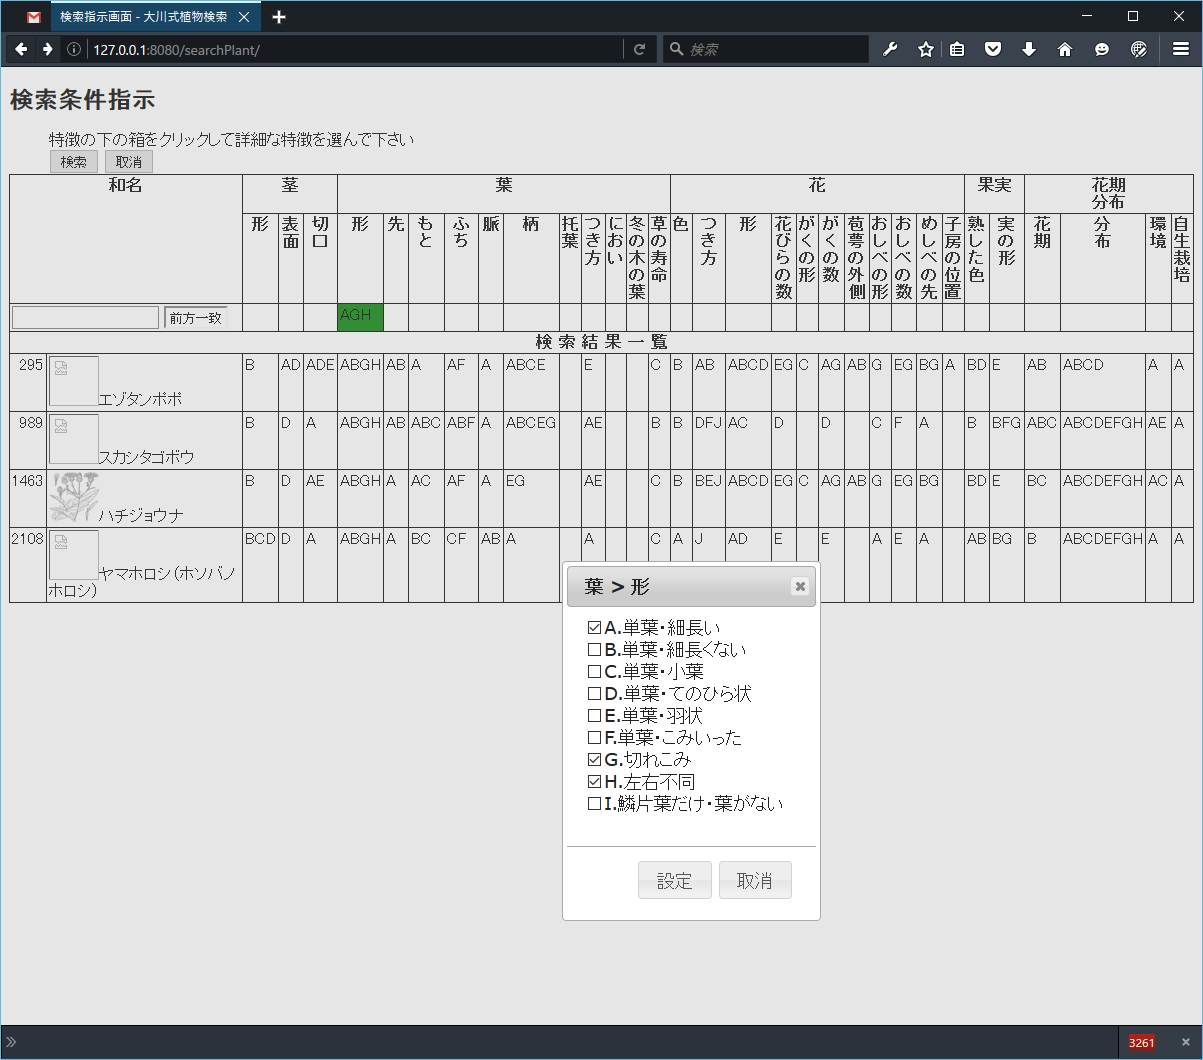 検索指示画面 - 大川式植物検索
127.0.0.1:8080/searchPlant/
検索
検索条件指示
特徴の下の箱をクリックして詳細な特徴を選んで下さい
検索 取消
和名 茎 葉 花 果実 花期分布
形 表面 切口 形 先 もと ふち 脈 柄 托葉 つき方 におい 冬の木の葉 草の寿命 色 つき方 形 花びらの数 がくの形 がくの数 苞萼の外側 おしべの形 おしべの数 めしべの先 子房の位置 熟した色 実の形 花期 分布 環境 自生栽培
前方一致 AGH
検索結果一覧
295 エゾタンポポ B AD ADE ABGH AB A AF A ABCE E C B AB ABCD EG C AG AB G EG BG A BD E AB ABCD A A
989 スカシタゴボウ B D A ABGH AB ABC ABF A ABCEG AE B B DFJ AC D D C F A B BFG ABC ABCDEFGH AE A
1463 ハチジョウナ B D AE ABGH A AC AF A EG AE C B BEJ ABCD EG C AG AB G EG BG BD E BC ABCDEFGH AC A
2108 ヤマホロシ（ホソバノ BCD D A ABGH A BC CF AB A A C A J AD E E A E A AB BG B ABCDEFGH A A
ホロシ）
葉 > 形
A.単葉・細長い
B.単葉・細長くない
C.単葉・小葉
D.単葉・てのひら状
E.単葉・羽状
F.単葉・こみいった
G.切れこみ
H.左右不同
I.鱗片葉だけ・葉がない
設定 取消
3261